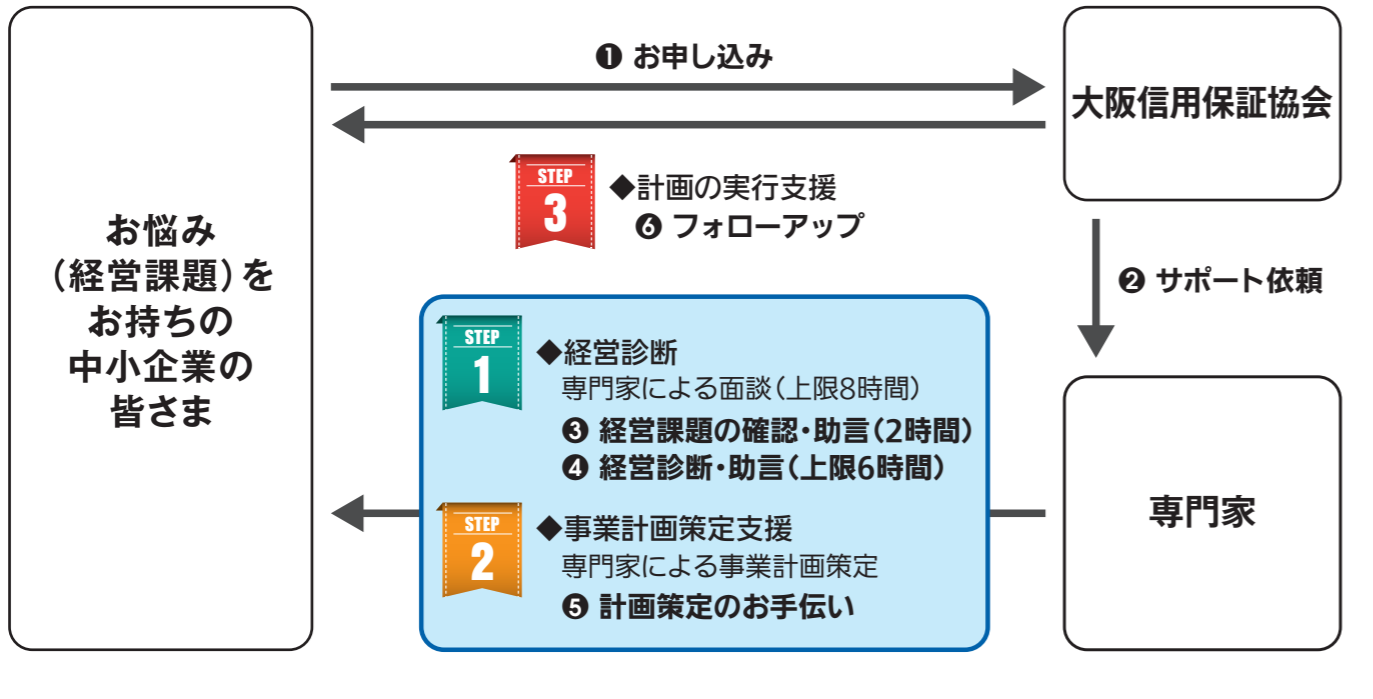 お悩み
（経営課題）を
お持ちの
中小企業の
皆さま
❶ お申し込み
大阪信用保証協会
STEP
3
◆計画の実行支援
❻ フォローアップ
❷ サポート依頼
STEP
1
◆経営診断
専門家による面談（上限8時間）
❸ 経営課題の確認・助言（2時間）
❹ 経営診断・助言（上限6時間）
STEP
2
◆事業計画策定支援
専門家による事業計画策定
❺ 計画策定のお手伝い
専門家